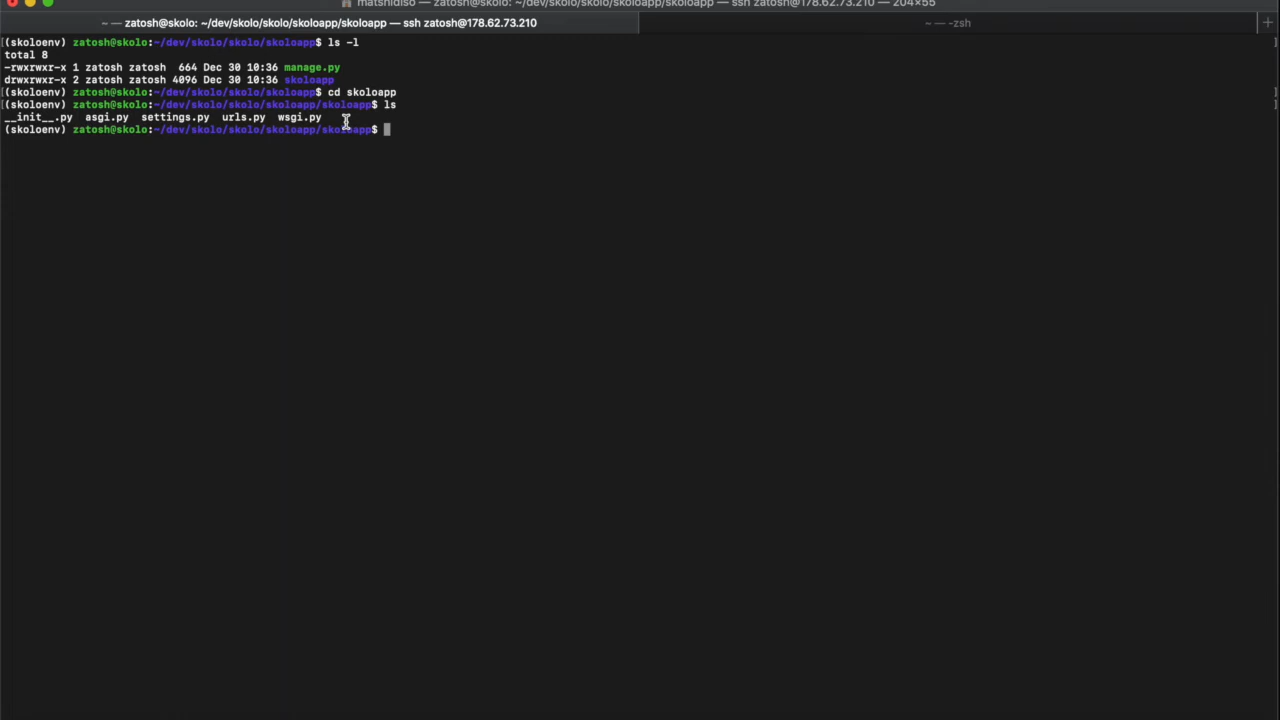 matshidiso — zatosh@skolo: ~/dev/skolo/skolo/skoloapp/skoloapp — ssh zatosh@178.62.73.210 — 204×55
~ — zatosh@skolo: ~/dev/skolo/skolo/skoloapp/skoloapp — ssh zatosh@178.62.73.210
~ — -zsh
[(skoloenv) zatosh@skolo:~/dev/skolo/skolo/skoloapp$ ls -l ]
total 8
-rwxrwxr-x 1 zatosh zatosh  664 Dec 30 10:36 manage.py
drwxrwxr-x 2 zatosh zatosh 4096 Dec 30 10:36 skoloapp
[(skoloenv) zatosh@skolo:~/dev/skolo/skolo/skoloapp$ cd skoloapp ]
[(skoloenv) zatosh@skolo:~/dev/skolo/skolo/skoloapp/skoloapp$ ls ]
__init__.py  asgi.py  settings.py  urls.py  wsgi.py
(skoloenv) zatosh@skolo:~/dev/skolo/skolo/skoloapp/skoloapp$